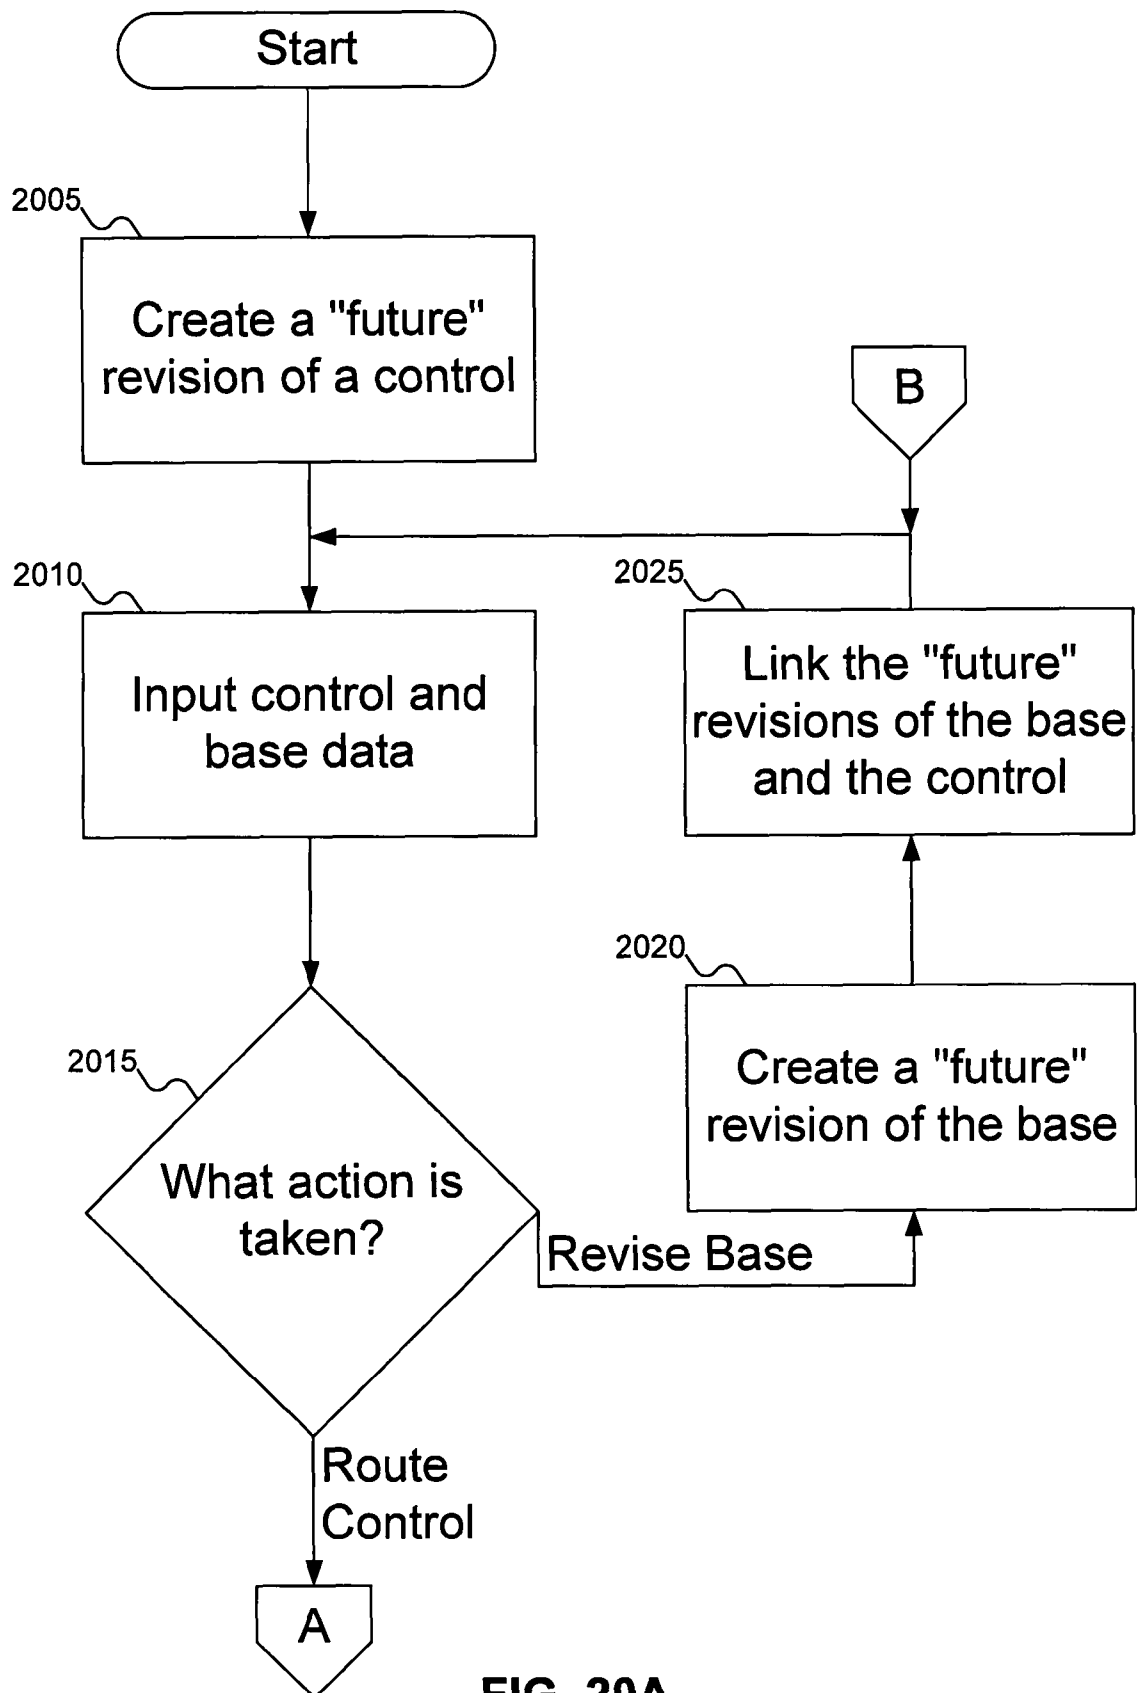 Start
2005
Create a "future"
revision of a control
B
2010
Input control and
base data
2025
Link the "future"
revisions of the base
and the control
2015
What action is
taken?
2020
Create a "future"
revision of the base
Revise Base
Route
Control
A
FIG. 20A